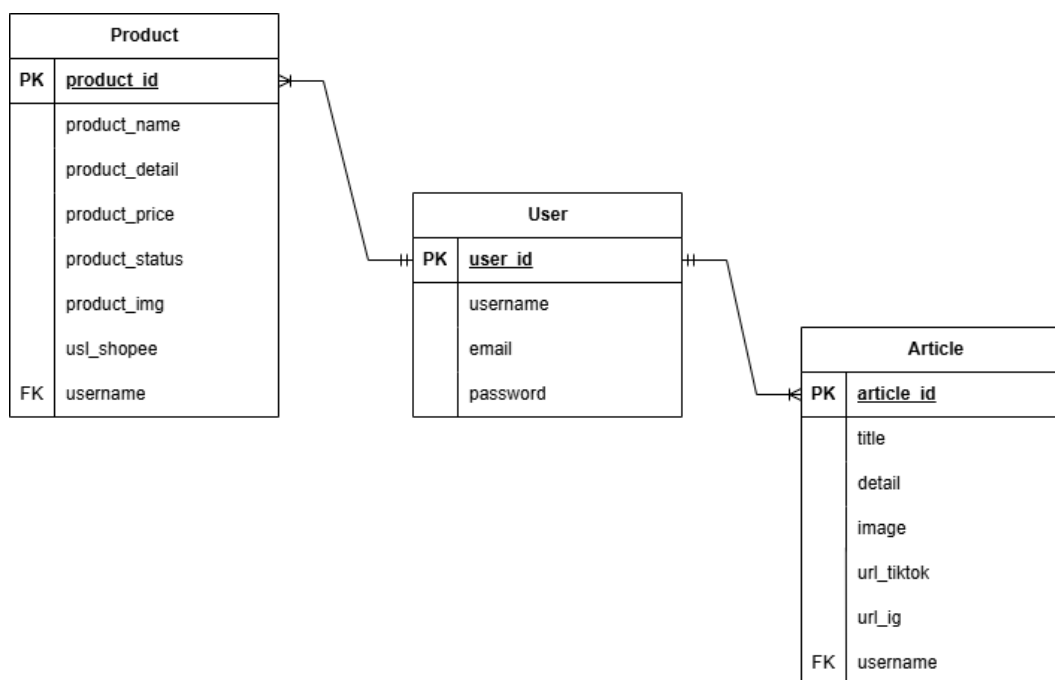 Product
PK product_id
product_name
product_detail
product_price
product_status
product_img
usl_shopee
FK username
User
PK user_id
username
email
password
Article
PK article_id
title
detail
image
url_tiktok
url_ig
FK username